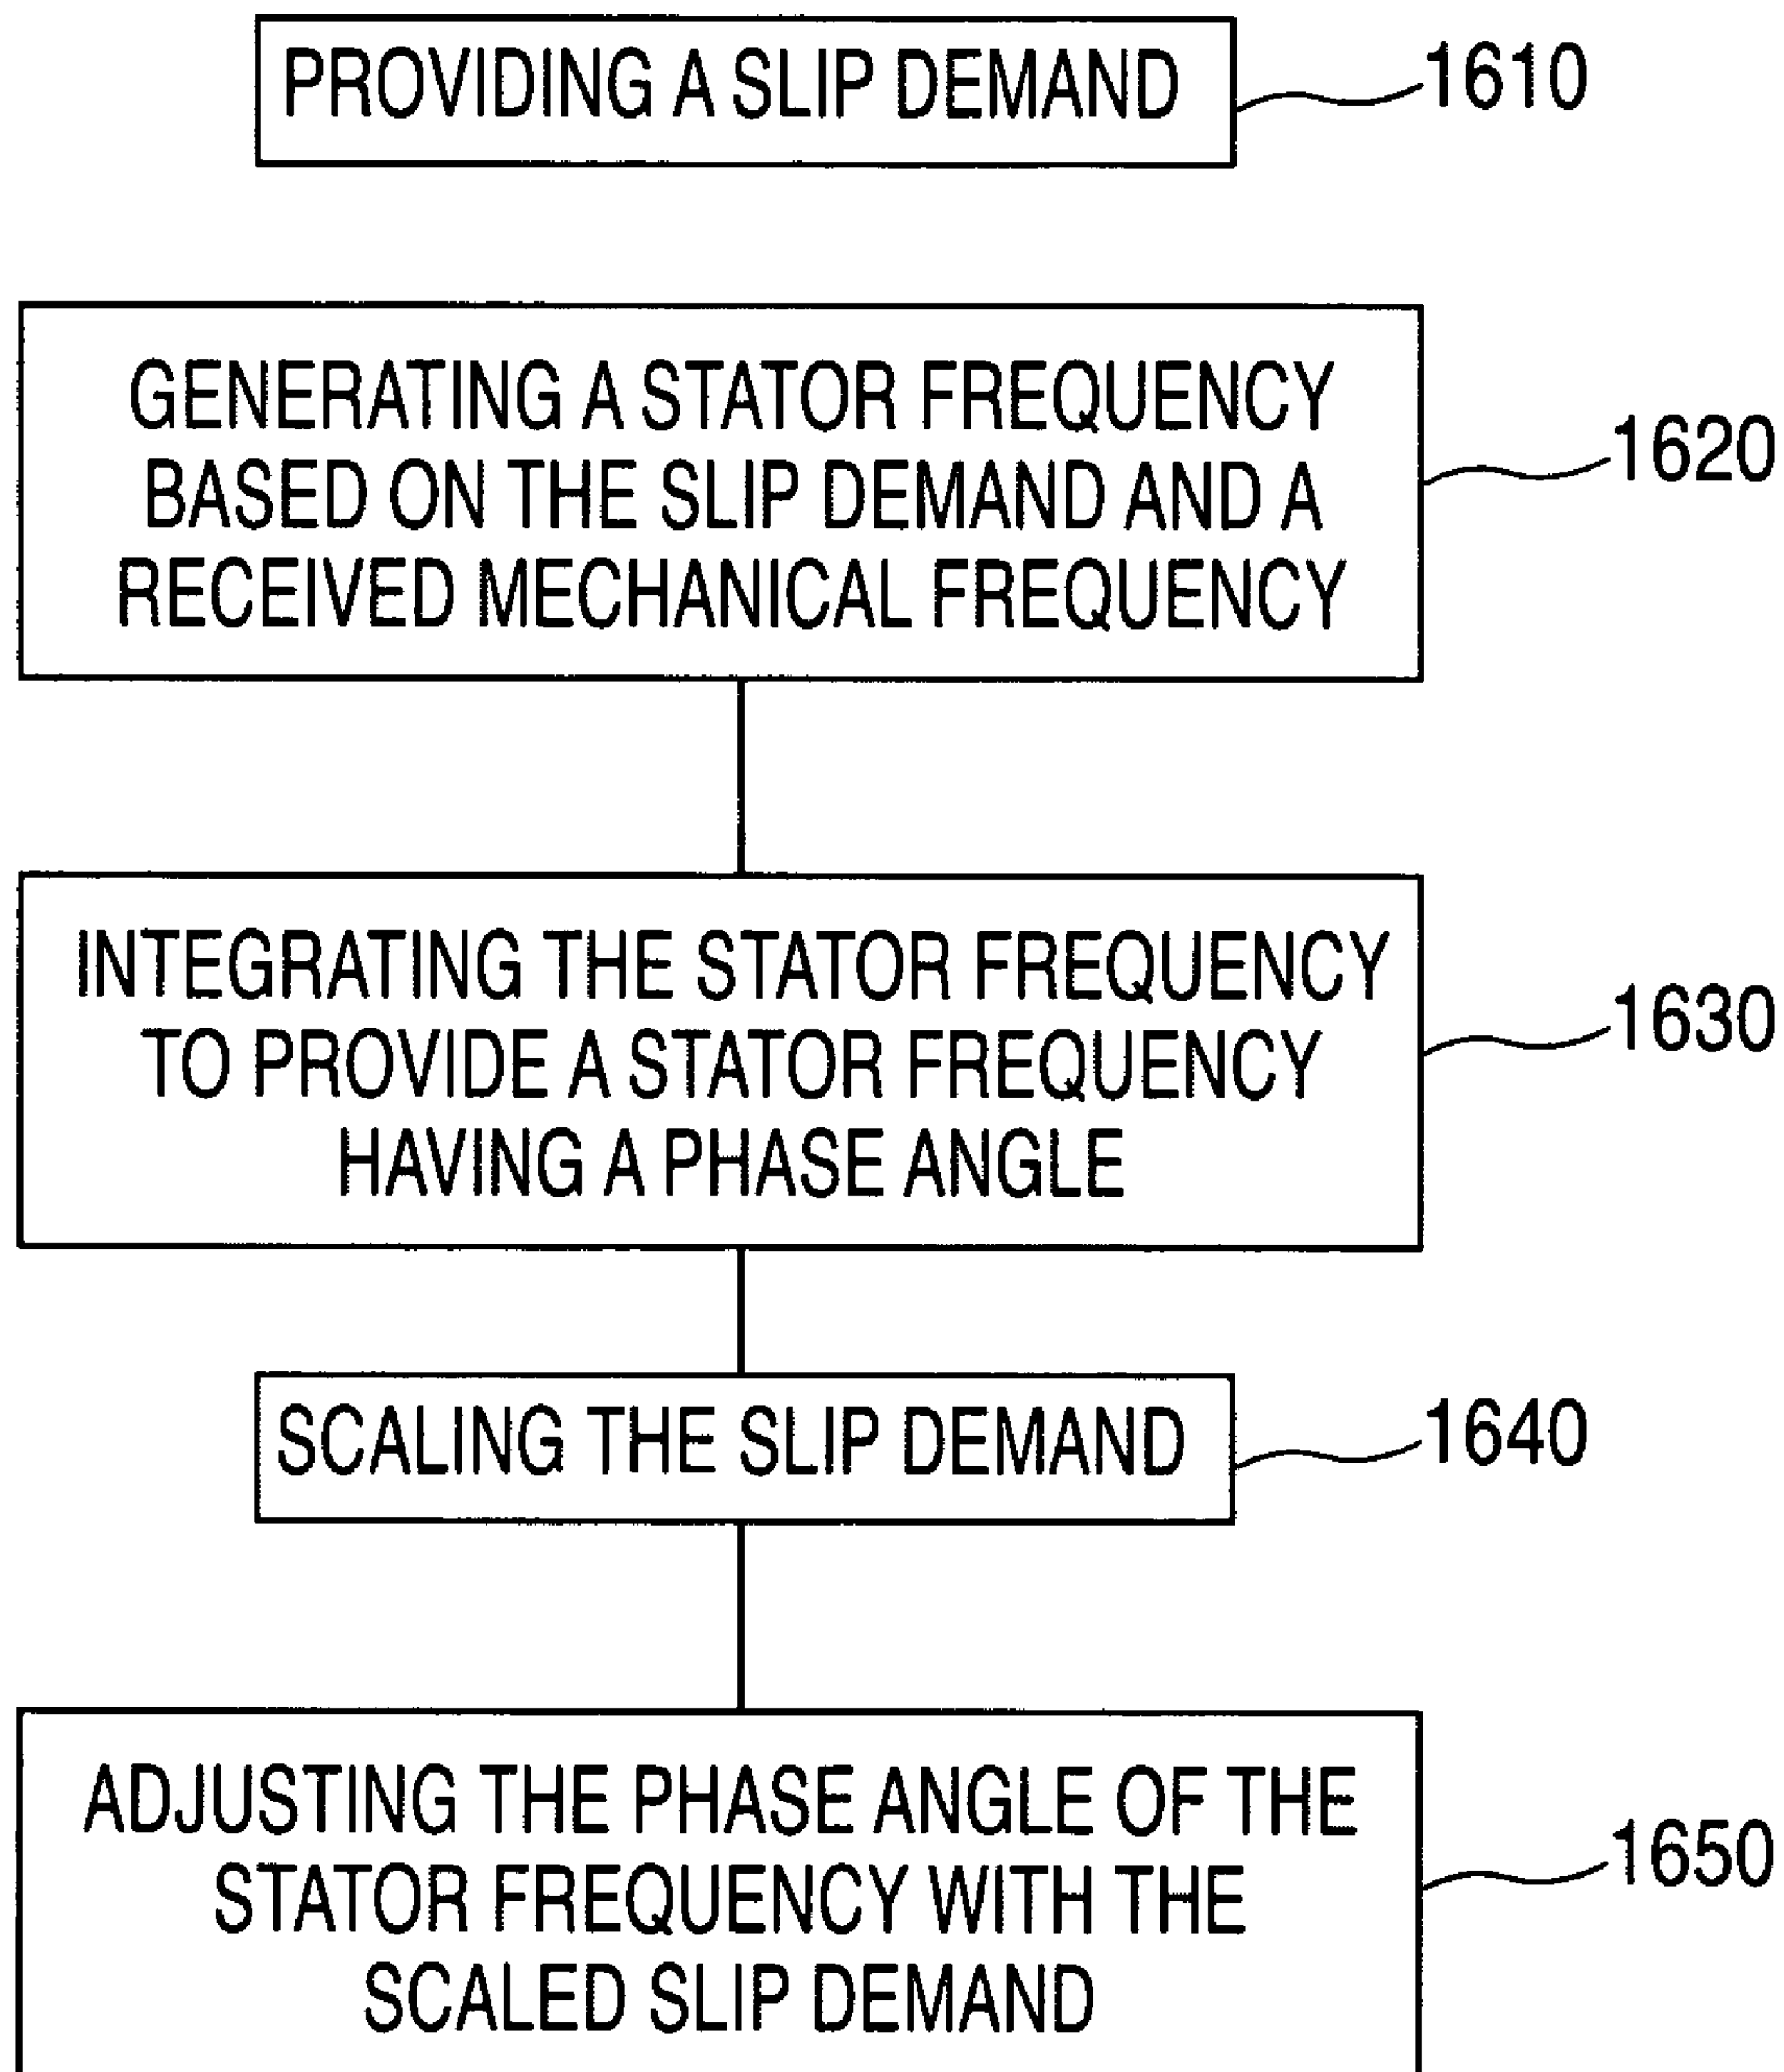 PROVIDING A SLIP DEMAND
1610
GENERATING A STATOR FREQUENCY
BASED ON THE SLIP DEMAND AND A
RECEIVED MECHANICAL FREQUENCY
1620
INTEGRATING THE STATOR FREQUENCY
TO PROVIDE A STATOR FREQUENCY
HAVING A PHASE ANGLE
1630
SCALING THE SLIP DEMAND
1640
ADJUSTING THE PHASE ANGLE OF THE
STATOR FREQUENCY WITH THE
SCALED SLIP DEMAND
1650